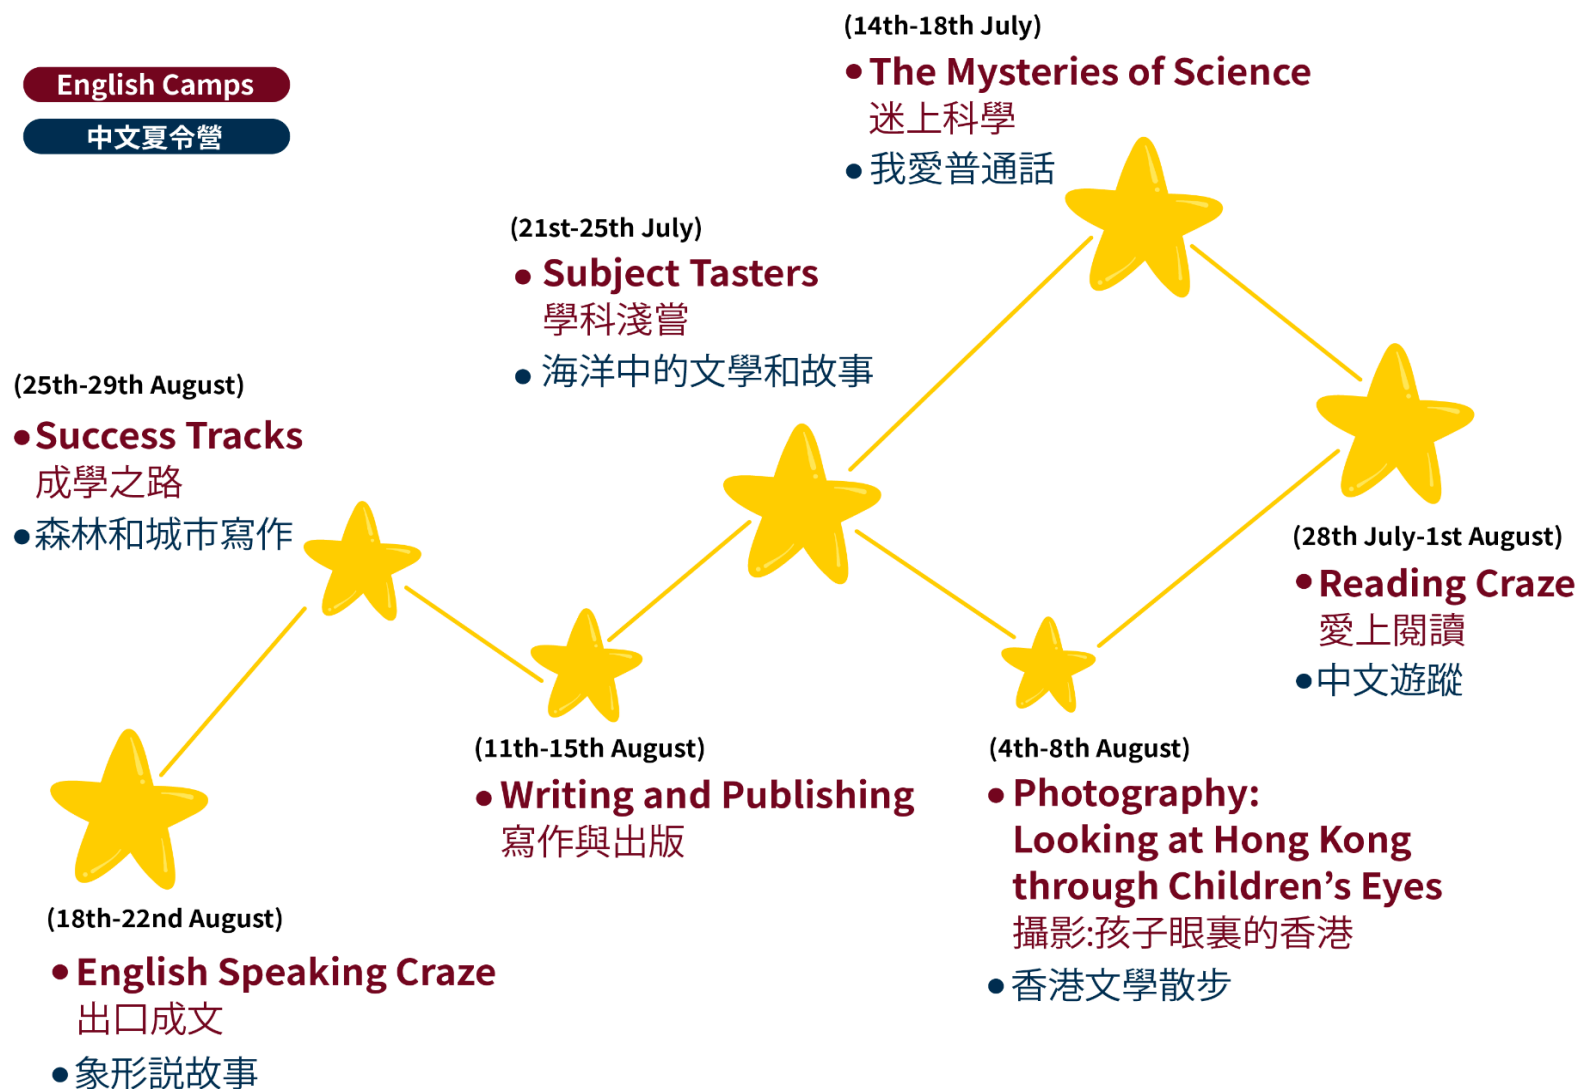 English Camps
中文夏令營
(14th-18th July)
• The Mysteries of Science
迷上科學
• 我愛普通話
(21st-25th July)
• Subject Tasters
學科淺嘗
• 海洋中的文學和故事
(25th-29th August)
• Success Tracks
成學之路
• 森林和城市寫作
(28th July-1st August)
• Reading Craze
愛上閱讀
• 中文遊蹤
(11th-15th August)
• Writing and Publishing
寫作與出版
(4th-8th August)
• Photography:
Looking at Hong Kong
through Children’s Eyes
攝影:孩子眼裏的香港
• 香港文學散步
(18th-22nd August)
• English Speaking Craze
出口成文
• 象形説故事